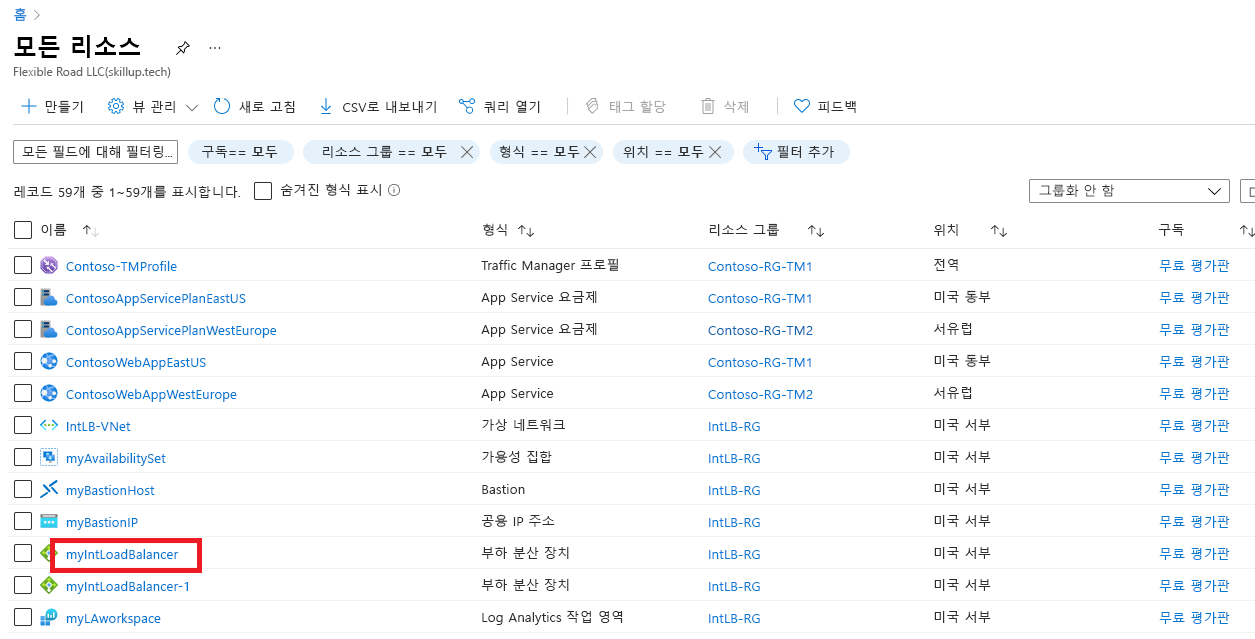 홈
모든 리소스
Flexible Road LLC(skillup.tech)
만들기 뷰 관리 새로 고침 CSV로 내보내기 쿼리 열기 태그 할당 삭제 피드백
모든 필드에 대해 필터링... 구독== 모두 리소스 그룹 == 모두 형식 == 모두 위치 == 모두 필터 추가
레코드 59개 중 1~59개를 표시합니다. 숨겨진 형식 표시 그룹화 안 함
이름 형식 리소스 그룹 위치 구독
Contoso-TMProfile Traffic Manager 프로필 Contoso-RG-TM1 전역 무료 평가판
ContosoAppServicePlanEastUS App Service 요금제 Contoso-RG-TM1 미국 동부 무료 평가판
ContosoAppServicePlanWestEurope App Service 요금제 Contoso-RG-TM2 서유럽 무료 평가판
ContosoWebAppEastUS App Service Contoso-RG-TM1 미국 동부 무료 평가판
ContosoWebAppWestEurope App Service Contoso-RG-TM2 서유럽 무료 평가판
IntLB-VNet 가상 네트워크 IntLB-RG 미국 서부 무료 평가판
myAvailabilitySet 가용성 집합 IntLB-RG 미국 서부 무료 평가판
myBastionHost Bastion IntLB-RG 미국 서부 무료 평가판
myBastionIP 공용 IP 주소 IntLB-RG 미국 서부 무료 평가판
myIntLoadBalancer 부하 분산 장치 IntLB-RG 미국 서부 무료 평가판
myIntLoadBalancer-1 부하 분산 장치 IntLB-RG 미국 서부 무료 평가판
myLAworkspace Log Analytics 작업 영역 IntLB-RG 미국 서부 무료 평가판